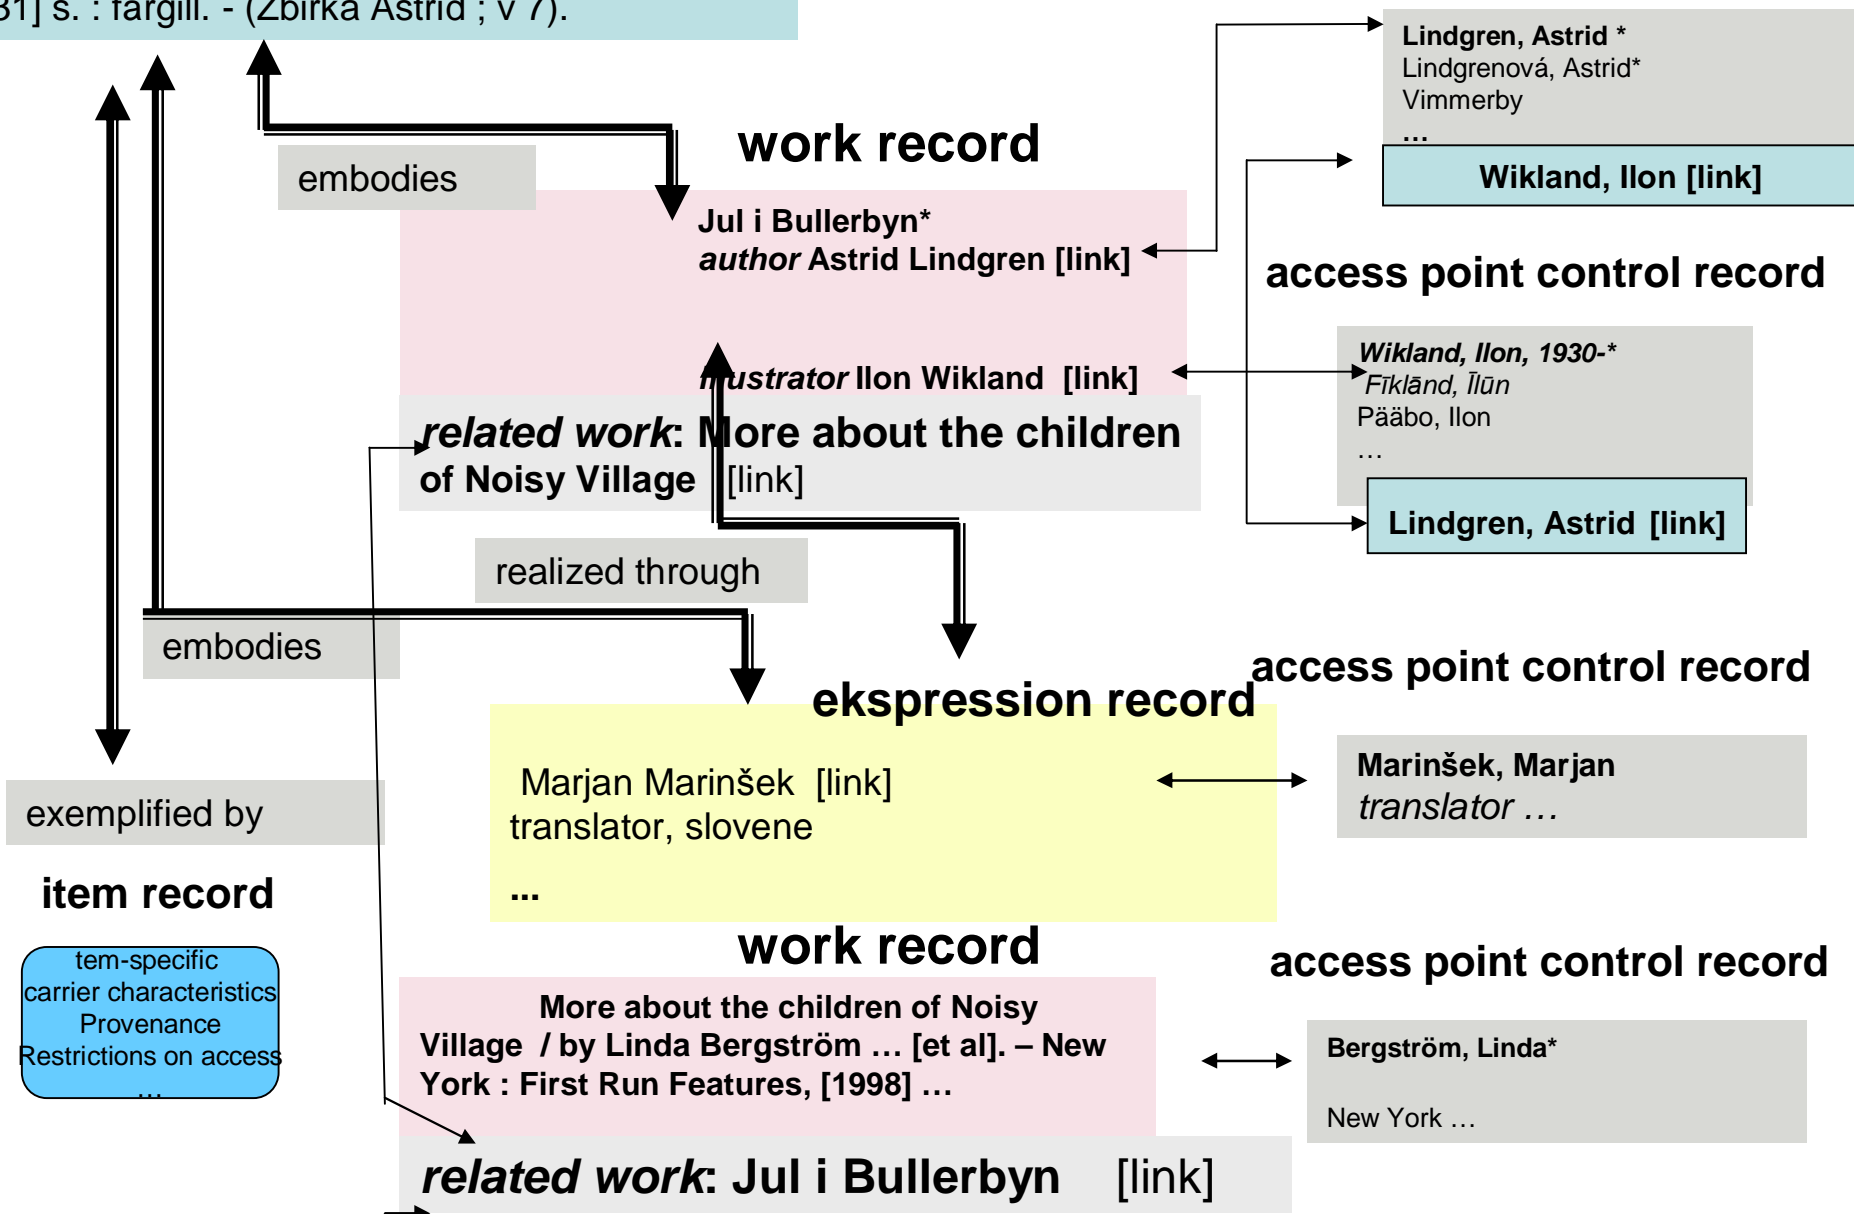 31] s. : färgill. - (Zbirka Astrid ; v 7).
Lindgren, Astrid *
Lindgrenová, Astrid*
Vimmerby
...
Wikland, Ilon [link]
work record
embodies
Jul i Bullerbyn*
author Astrid Lindgren [link]
access point control record
Wikland, Ilon, 1930-*
Fīklānd, Īlūn
Pääbo, Ilon
...
Lindgren, Astrid [link]
illustrator Ilon Wikland [link]
related work: More about the children
of Noisy Village [link]
realized through
embodies
ekspression record
access point control record
Marjan Marinšek [link]
translator, slovene
...
Marinšek, Marjan
translator ...
exemplified by
item record
tem-specific
carrier characteristics
Provenance
Restrictions on access
...
work record
access point control record
More about the children of Noisy
Village / by Linda Bergström ... [et al]. – New
York : First Run Features, [1998] ...
Bergström, Linda*
New York ...
related work: Jul i Bullerbyn [link]